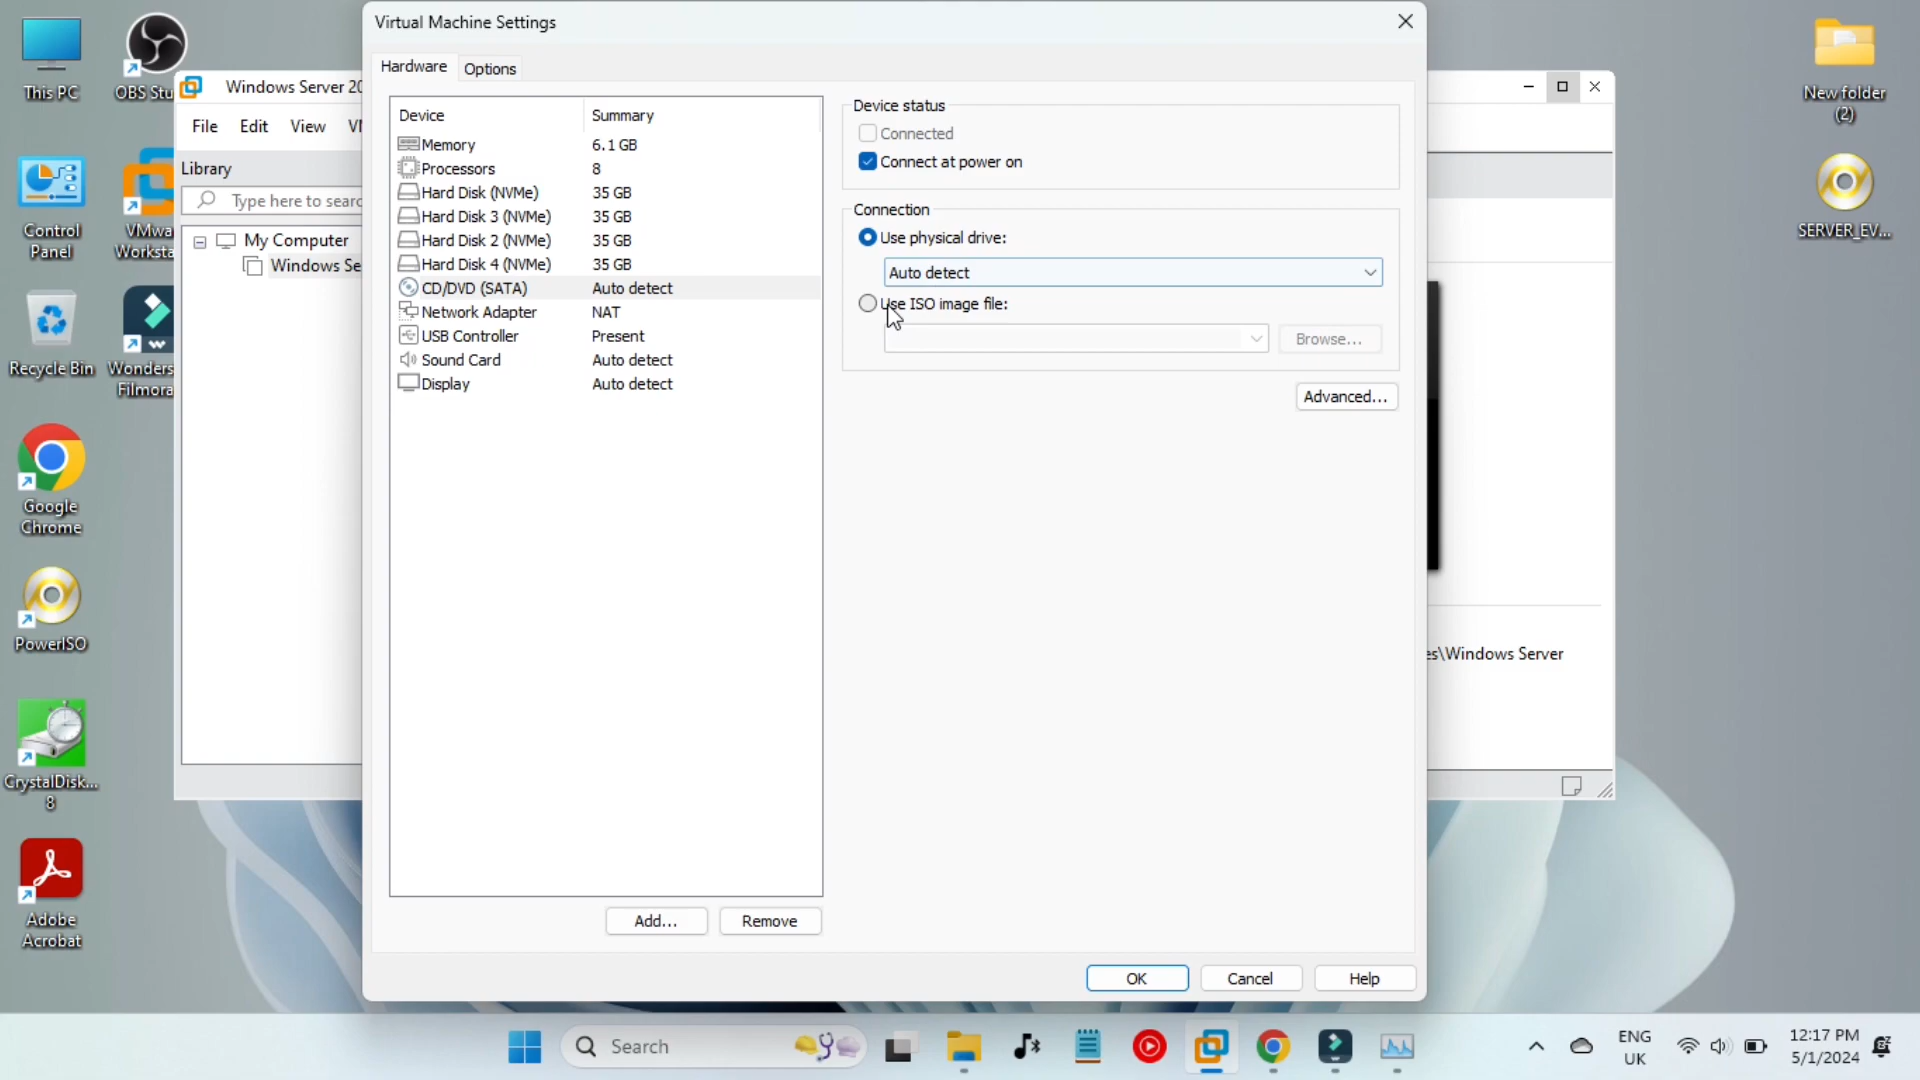 Virtual Machine Settings
Hardware
Options
Device
Summary
Memory
6.1 GB
Processors
8
Hard Disk (NVMe)
35 GB
Hard Disk 3 (NVMe)
35 GB
Hard Disk 2 (NVMe)
35 GB
Hard Disk 4 (NVMe)
35 GB
CD/DVD (SATA)
Auto detect
Network Adapter
NAT
USB Controller
Present
Sound Card
Auto detect
Display
Auto detect
Add...
Remove
Device status
Connected
Connect at power on
Connection
Use physical drive:
Auto detect
Use ISO image file:
Browse...
Advanced...
OK
Cancel
Help
Windows Server 20
File
Edit
View
Library
Type here to searc
My Computer
Windows Se
es\Windows Server
This PC
OBS Stu
Control
Panel
VMwa
Worksta
Recycle Bin
Wonders
Filmora
Google
Chrome
PowerISO
CrystalDisk...
8
Adobe
Acrobat
New folder
(2)
SERVER_EV...
Search
ENG
UK
12:17 PM
5/1/2024